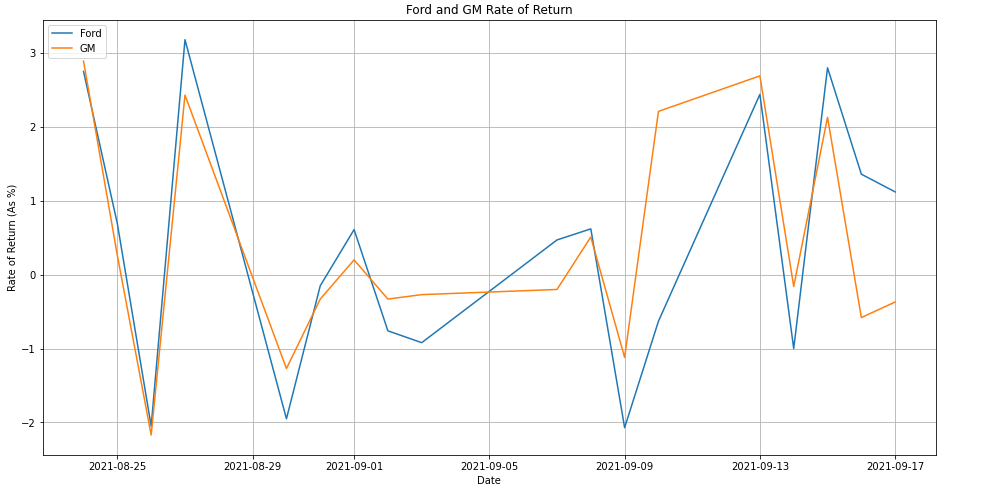 Ford and GM Rate of Return
Ford
GM
Rate of Return (As %)
3
2
1
0
−1
−2
2021-08-25
2021-08-29
2021-09-01
2021-09-05
2021-09-09
2021-09-13
2021-09-17
Date